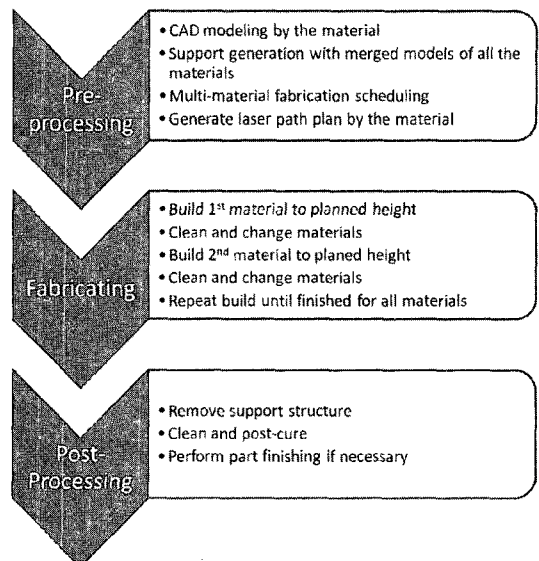 Pre-
processing
• CAD modeling by the material
• Support generation with merged models of all the
materials
• Multi-material fabrication scheduling
• Generate laser path plan by the material
Fabricating
• Build 1st material to planned height
• Clean and change materials
• Build 2nd material to planed height
• Clean and change materials
• Repeat build until finished for all materials
Post-
Processing
• Remove support structure
• Clean and post-cure
• Perform part finishing if necessary